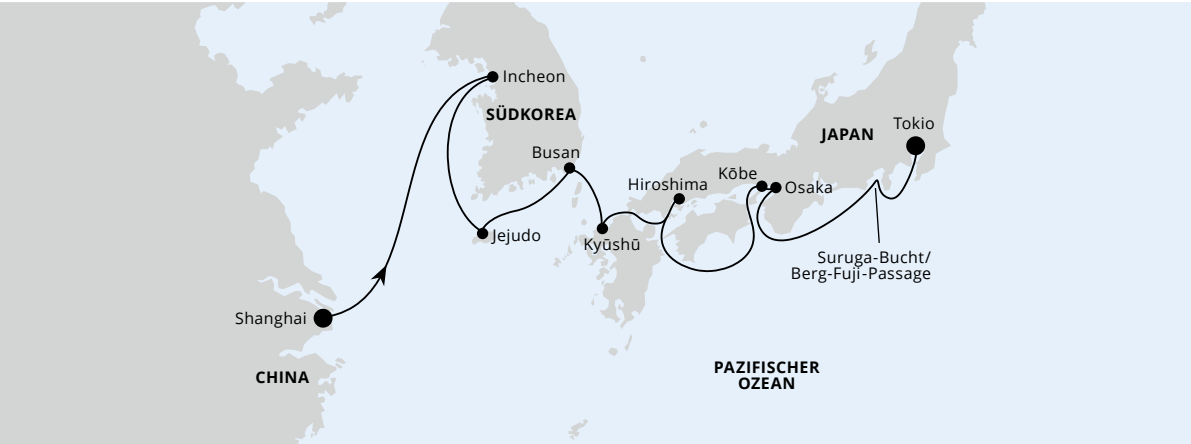 Incheon
SÜDKOREA
Tokio
JAPAN
Busan
Kōbe
Hiroshima
Osaka
Jejudo
Kyūshū
Suruga-Bucht/
Berg-Fuji-Passage
Shanghai
CHINA
PAZIFISCHER
OZEAN